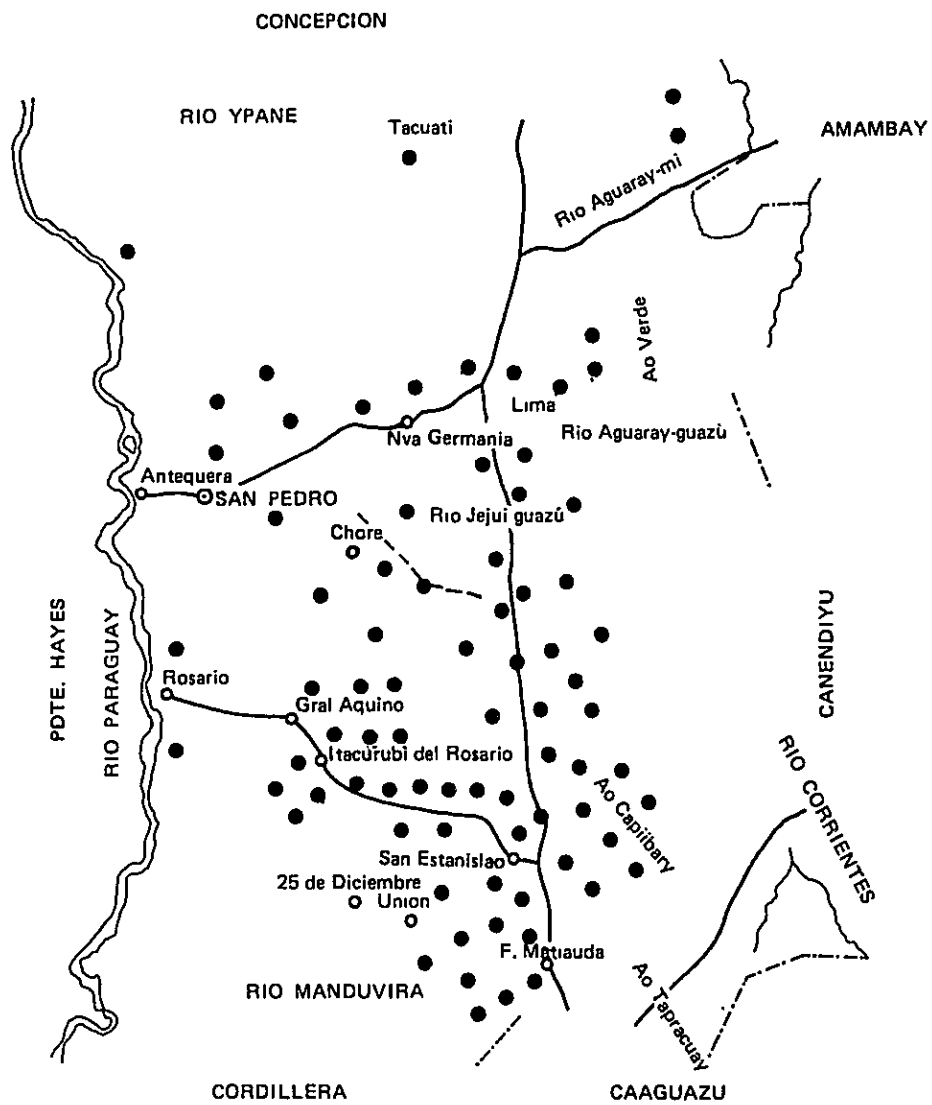 CONCEPCION
RIO YPANE
Tacuati
AMAMBAY
Rio Aguaray-mi
Ao Verde
Lima
Nva Germania
Rio Aguaray-guazù
Antequera
SAN PEDRO
Rio Jejui guazû
Chore
PDTE. HAYES
RIO PARAGUAY
CANENDIYU
Rosario
Gral Aquino
Itacurubi del Rosario
RIO CORRIENTES
Ao Capiibary
San Estanislao
25 de Diciembre
Union
F. Matiauda
RIO MANDUVIRA
Ao Tapracuay
CORDILLERA
CAAGUAZU